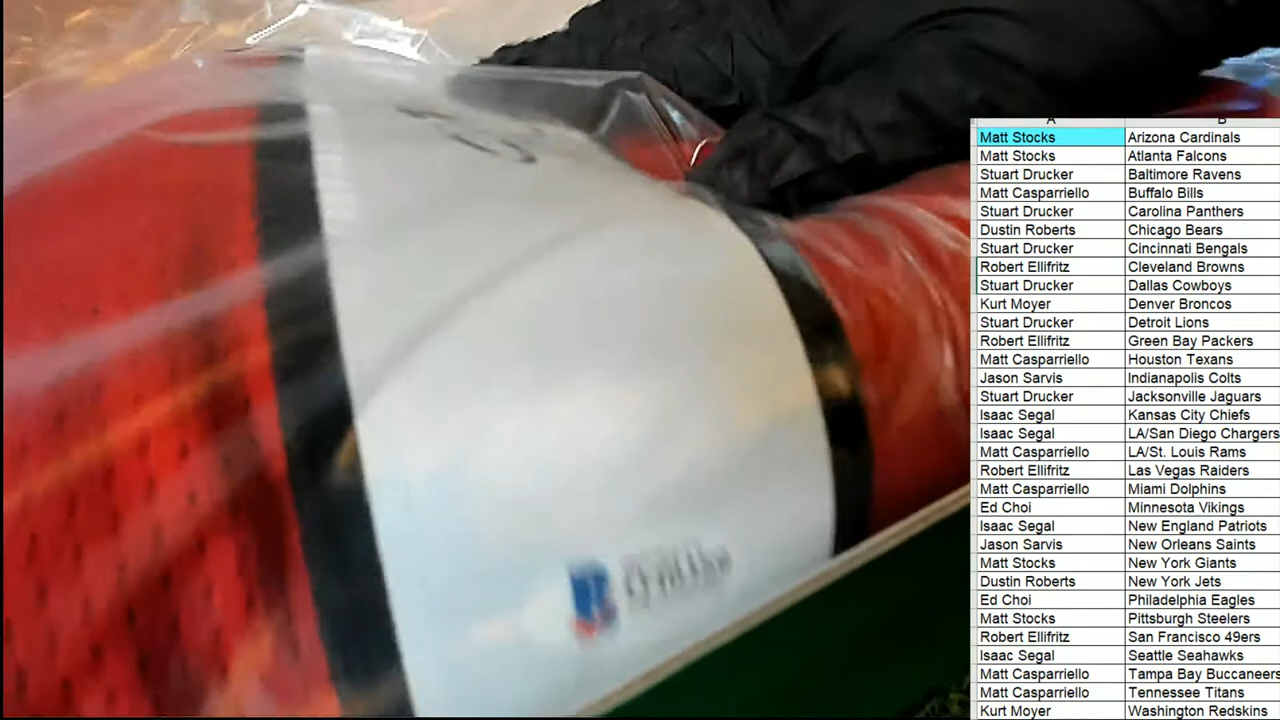 A B
Matt Stocks Arizona Cardinals
Matt Stocks Atlanta Falcons
Stuart Drucker Baltimore Ravens
Matt Casparriello Buffalo Bills
Stuart Drucker Carolina Panthers
Dustin Roberts Chicago Bears
Stuart Drucker Cincinnati Bengals
Robert Ellifritz Cleveland Browns
Stuart Drucker Dallas Cowboys
Kurt Moyer Denver Broncos
Stuart Drucker Detroit Lions
Robert Ellifritz Green Bay Packers
Matt Casparriello Houston Texans
Jason Sarvis Indianapolis Colts
Stuart Drucker Jacksonville Jaguars
Isaac Segal Kansas City Chiefs
Isaac Segal LA/San Diego Chargers
Matt Casparriello LA/St. Louis Rams
Robert Ellifritz Las Vegas Raiders
Matt Casparriello Miami Dolphins
Ed Choi Minnesota Vikings
Isaac Segal New England Patriots
Jason Sarvis New Orleans Saints
Matt Stocks New York Giants
Dustin Roberts New York Jets
Ed Choi Philadelphia Eagles
Matt Stocks Pittsburgh Steelers
Robert Ellifritz San Francisco 49ers
Isaac Segal Seattle Seahawks
Matt Casparriello Tampa Bay Buccaneers
Matt Casparriello Tennessee Titans
Kurt Moyer Washington Redskins